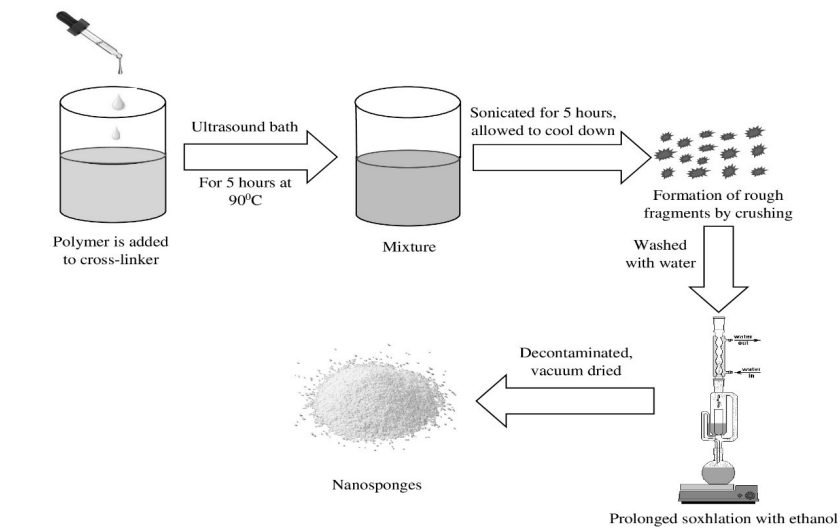 Polymer is added
to cross-linker
Ultrasound bath
For 5 hours at
90⁰C
Mixture
Sonicated for 5 hours,
allowed to cool down
Formation of rough
fragments by crushing
Washed
with water
water
out
water
in
Prolonged soxhlation with ethanol
Decontaminated,
vacuum dried
Nanosponges